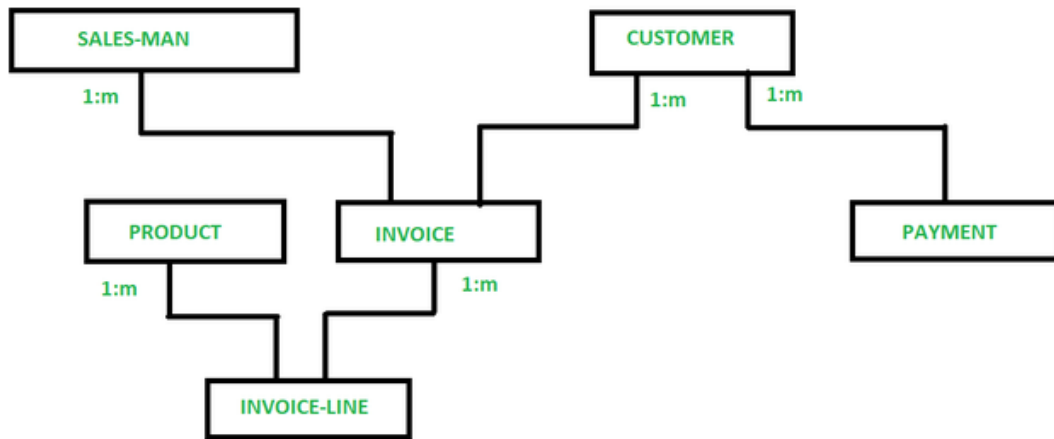 SALES-MAN
CUSTOMER
1:m
1:m
1:m
PRODUCT
INVOICE
PAYMENT
1:m
1:m
INVOICE-LINE